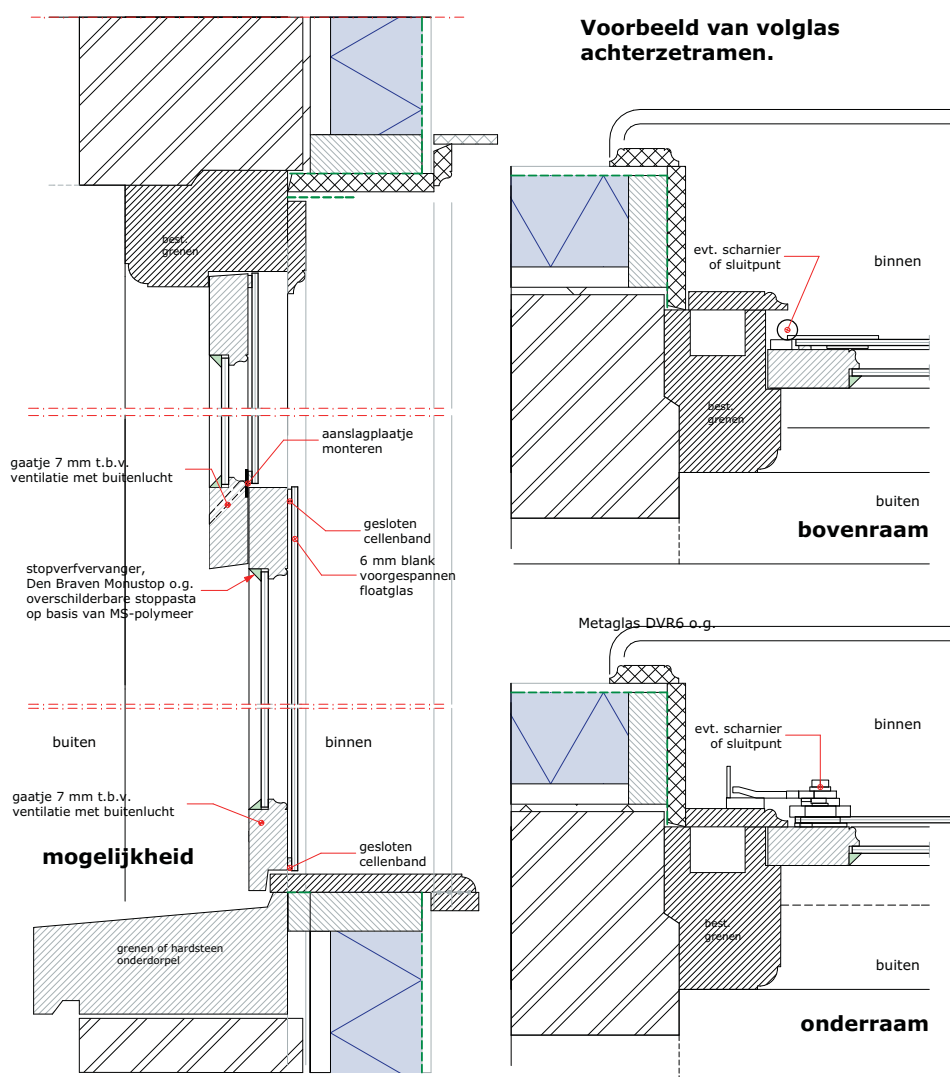 Voorbeeld van volglas
achterzetramen.
best.
grenen
evt. scharnier
of sluitpunt
binnen
best.
grenen
aanslagplaatje
monteren
gaatje 7 mm t.b.v.
ventilatie met buitenlucht
buiten
bovenraam
gesloten
cellenband
6 mm blank
voorgespannen
floatglas
stopverfvervanger,
Den Braven Monustop o.g.
overschilderbare stoppasta
op basis van MS-polymeer
Metaglas DVR6 o.g.
buiten
binnen
evt. scharnier
of sluitpunt
binnen
gaatje 7 mm t.b.v.
ventilatie met buitenlucht
mogelijkheid
gesloten
cellenband
best.
grenen
grenen of hardsteen
onderdorpel
buiten
onderraam